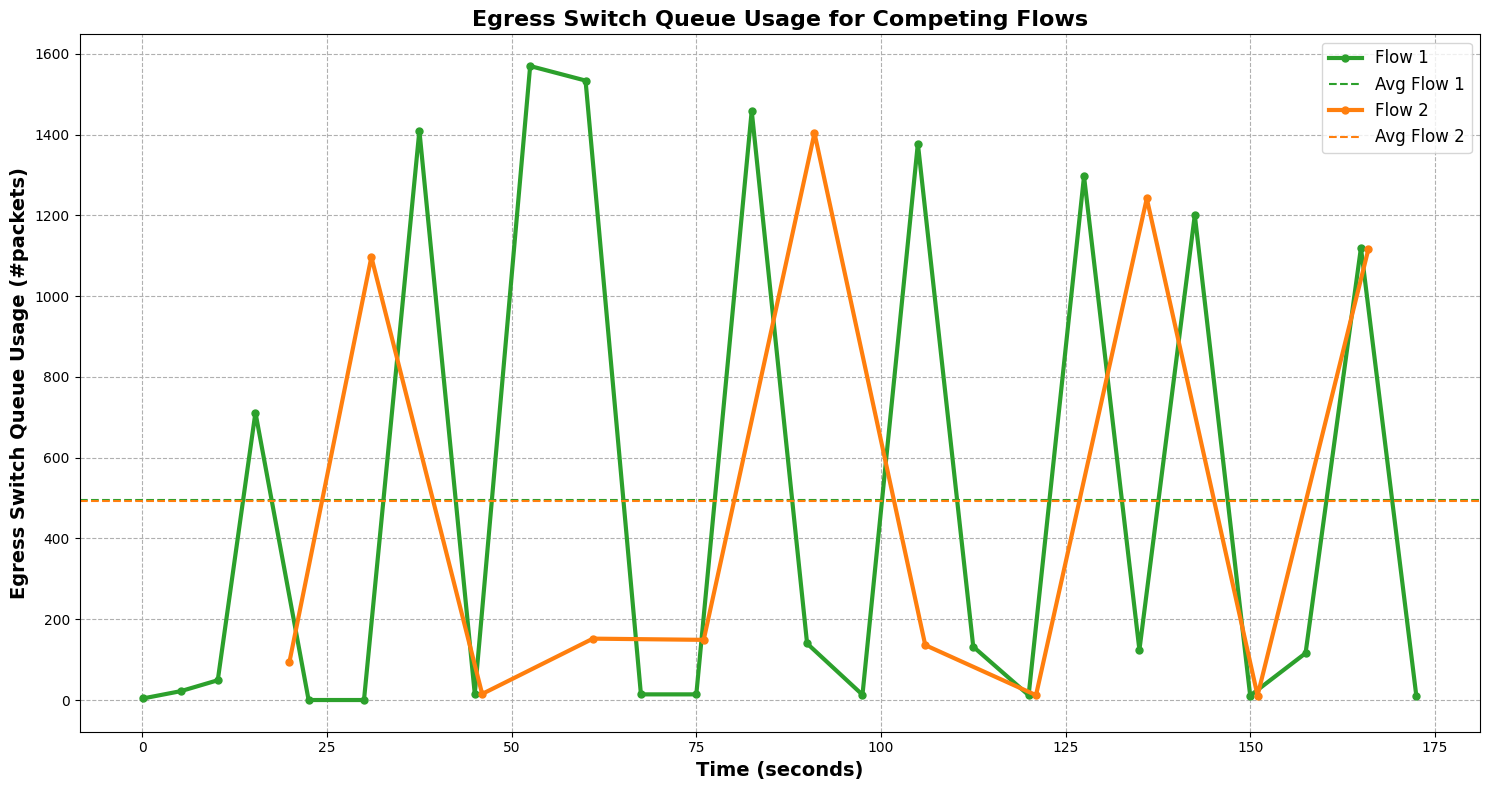 Egress Switch Queue Usage for Competing Flows
Egress Switch Queue Usage (#packets)
1600
1400
1200
1000
800
600
400
200
0
Flow 1
Avg Flow 1
Flow 2
Avg Flow 2
0 25 50 75 100 125 150 175
Time (seconds)